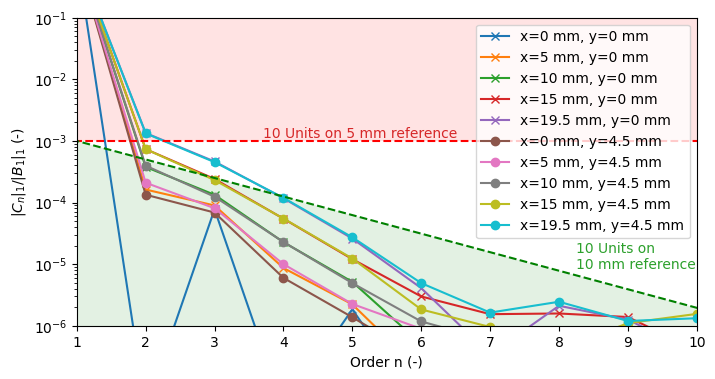 10⁻¹
10⁻²
10⁻³
10⁻⁴
10⁻⁵
10⁻⁶
|Cₙ|₁/|B₁|₁ (-)
x=0 mm, y=0 mm
x=5 mm, y=0 mm
x=10 mm, y=0 mm
x=15 mm, y=0 mm
x=19.5 mm, y=0 mm
x=0 mm, y=4.5 mm
x=5 mm, y=4.5 mm
x=10 mm, y=4.5 mm
x=15 mm, y=4.5 mm
x=19.5 mm, y=4.5 mm
10 Units on 5 mm reference
10 Units on
10 mm reference
1 2 3 4 5 6 7 8 9 10
Order n (-)